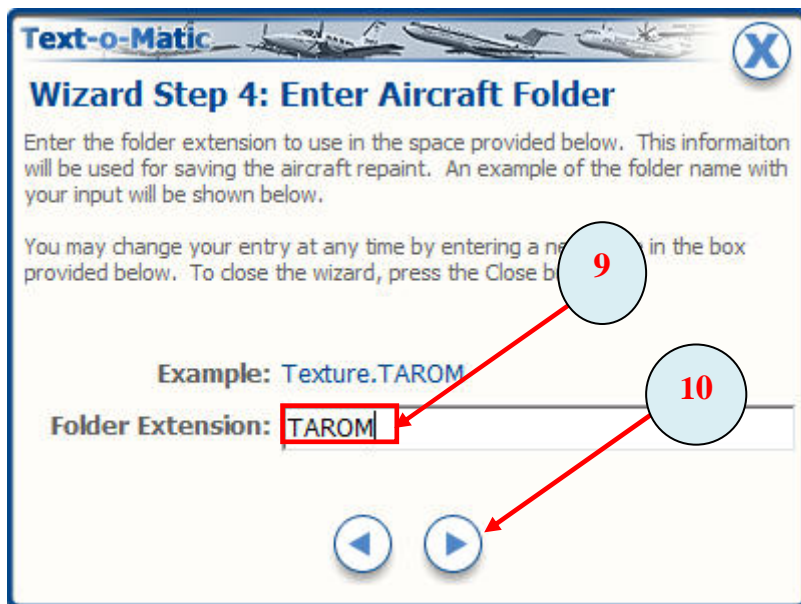 Text-o-Matic
Wizard Step 4: Enter Aircraft Folder
Enter the folder extension to use in the space provided below. This informaiton
will be used for saving the aircraft repaint. An example of the folder name with
your input will be shown below.
You may change your entry at any time by entering a in the box
provided below. To close the wizard, press the Close
9
Example: Texture.TAROM
10
Folder Extension: TAROM